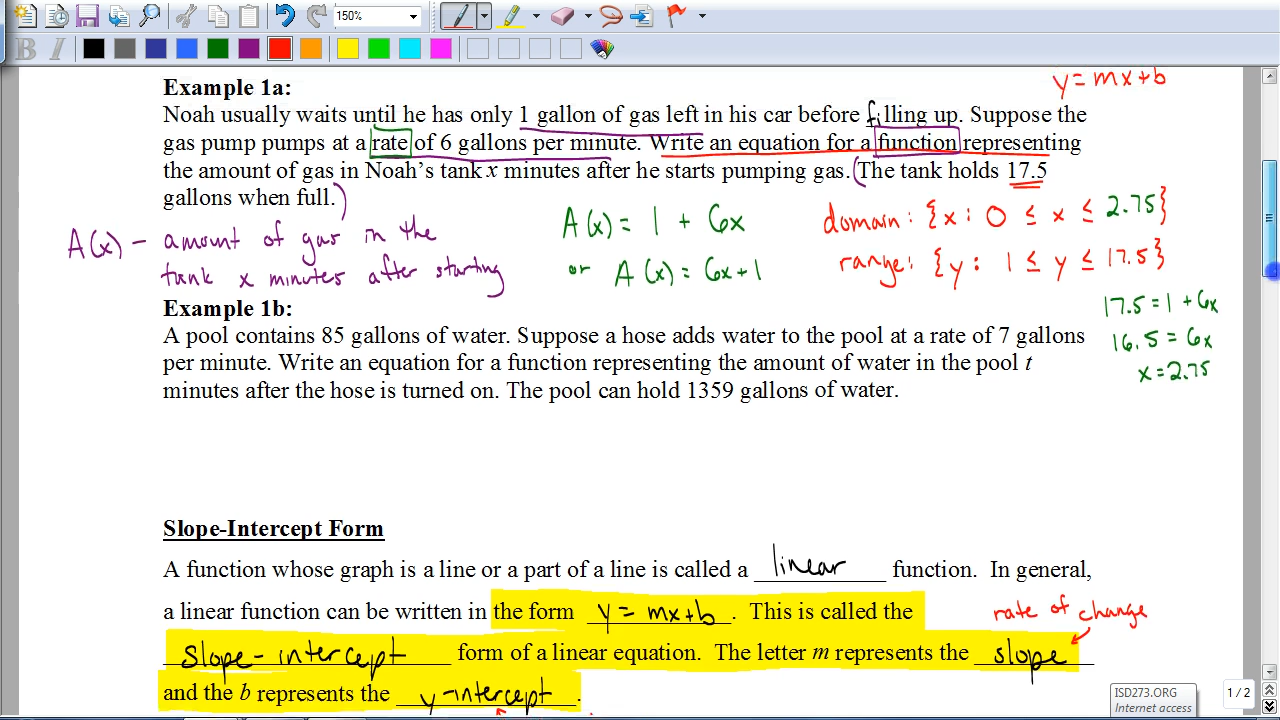 150%
B I
y = mx + b
Example 1a:
Noah usually waits until he has only 1 gallon of gas left in his car before filling up. Suppose the
gas pump pumps at a rate of 6 gallons per minute. Write an equation for a function representing
the amount of gas in Noah's tank x minutes after he starts pumping gas. (The tank holds 17.5
gallons when full.)
A(x) - amount of gas in the
tank x minutes after starting
A(x) = 1 + 6x
or A(x) = 6x+1
domain: {x: 0 ≤ x ≤ 2.75}
range: {y: 1 ≤ y ≤ 17.5}
17.5 = 1 + 6x
16.5 = 6x
x = 2.75
Example 1b:
A pool contains 85 gallons of water. Suppose a hose adds water to the pool at a rate of 7 gallons
per minute. Write an equation for a function representing the amount of water in the pool t
minutes after the hose is turned on. The pool can hold 1359 gallons of water.
Slope-Intercept Form
A function whose graph is a line or a part of a line is called a linear function. In general,
a linear function can be written in the form y = mx+b. This is called the
rate of change
slope-intercept form of a linear equation. The letter m represents the slope
and the b represents the y-intercept.
ISD273.ORG
Internet access
1 / 2